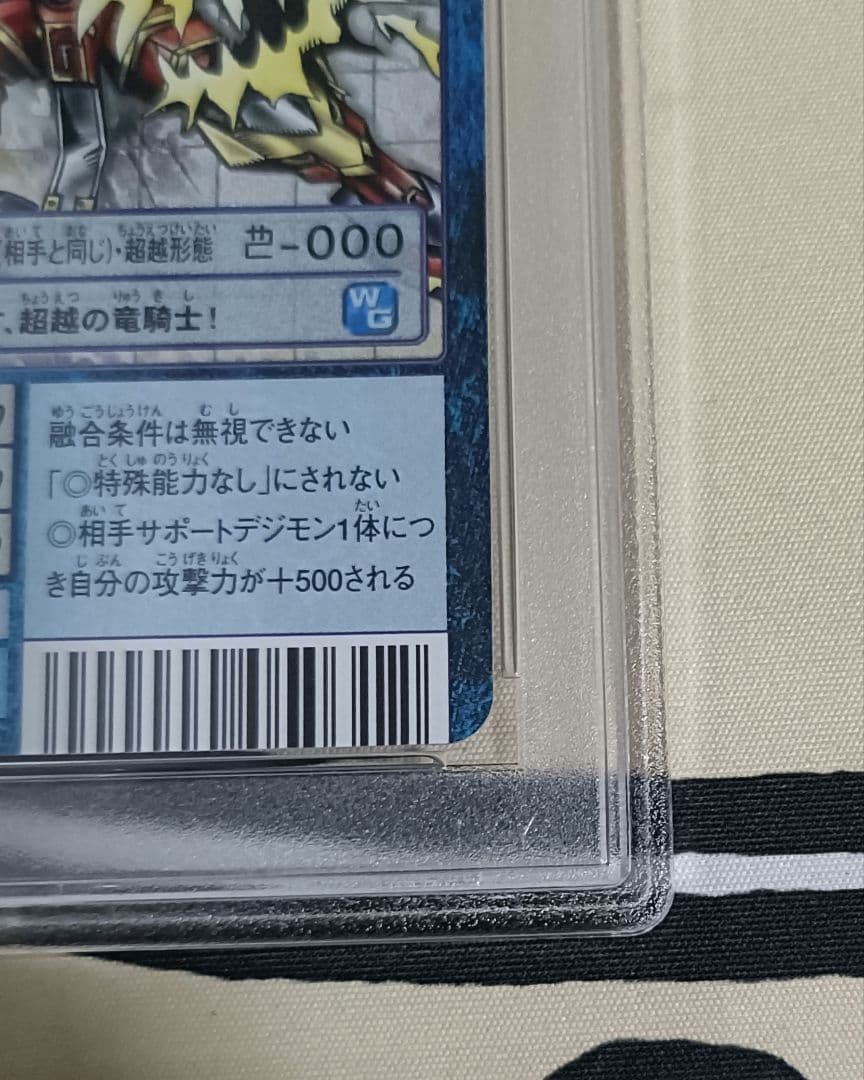 相手と同じ)・超越形態 세-000
、超越の竜騎士!
WG
融合条件は無視できない
「◎特殊能力なし」にされない
◎相手サポートデジモン1体につ
き自分の攻撃力が+500される